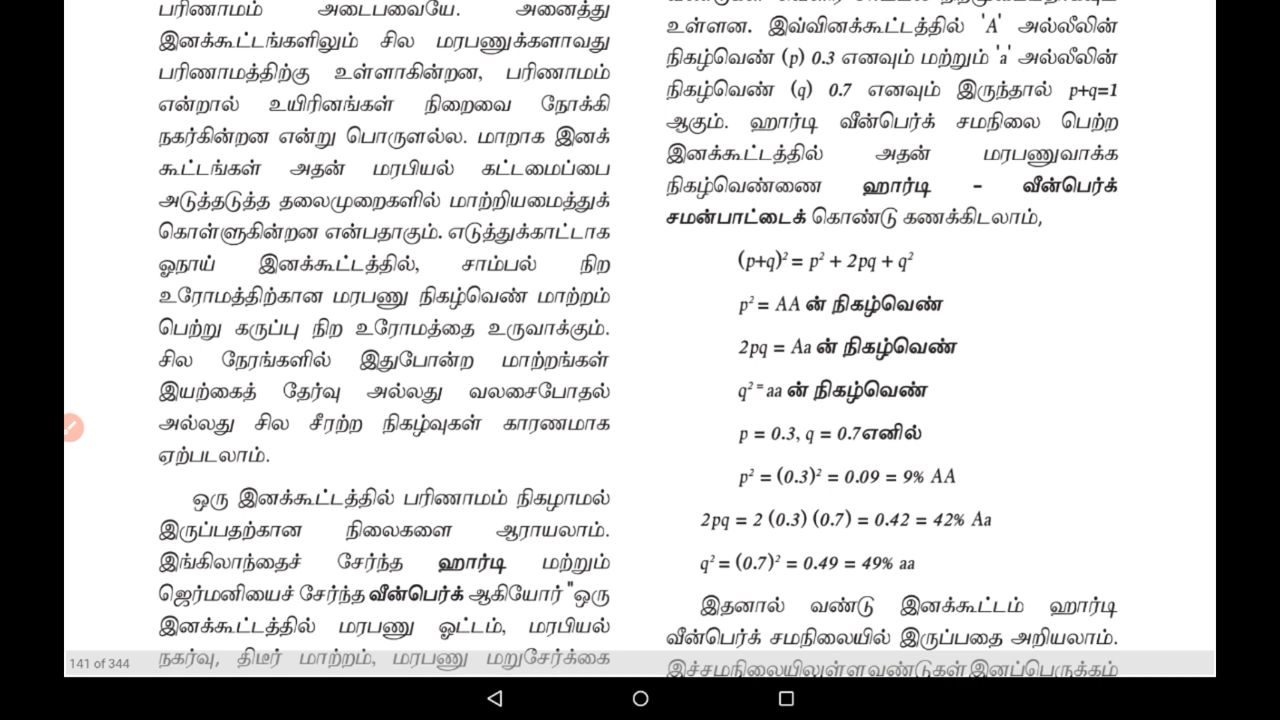 பரிணாமம் அடைபவையே. அனைத்து
இனக்கூட்டங்களிலும் சில மரபணுக்களாவது
பரிணாமத்திற்கு உள்ளாகின்றன, பரிணாமம்
என்றால் உயிரினங்கள் நிறைவை நோக்கி
நகர்கின்றன என்று பொருளல்ல. மாறாக இனக்
கூட்டங்கள் அதன் மரபியல் கட்டமைப்பை
அடுத்தடுத்த தலைமுறைகளில் மாற்றியமைத்துக்
கொள்ளுகின்றன என்பதாகும். எடுத்துக்காட்டாக
ஓநாய் இனக்கூட்டத்தில், சாம்பல் நிற
உரோமத்திற்கான மரபணு நிகழ்வெண் மாற்றம்
பெற்று கருப்பு நிற உரோமத்தை உருவாக்கும்.
சில நேரங்களில் இதுபோன்ற மாற்றங்கள்
இயற்கைத் தேர்வு அல்லது வலசைபோதல்
அல்லது சில சீரற்ற நிகழ்வுகள் காரணமாக
ஏற்படலாம்.
ஒரு இனக்கூட்டத்தில் பரிணாமம் நிகழாமல்
இருப்பதற்கான நிலைகளை ஆராயலாம்.
இங்கிலாந்தைச் சேர்ந்த ஹார்டி மற்றும்
ஜெர்மனியைச் சேர்ந்த வீன்பெர்க் ஆகியோர் "ஒரு
இனக்கூட்டத்தில் மரபணு ஓட்டம், மரபியல்
நகர்வு, திடீர் மாற்றம், மரபணு மறுசேர்க்கை
உள்ளன. இவ்வினக்கூட்டத்தில் 'A' அல்லீலின்
நிகழ்வெண் (p) 0.3 எனவும் மற்றும் 'a' அல்லீலின்
நிகழ்வெண் (q) 0.7 எனவும் இருந்தால் p+q=1
ஆகும். ஹார்டி வீன்பெர்க் சமநிலை பெற்ற
இனக்கூட்டத்தில் அதன் மரபணுவாக்க
நிகழ்வெண்ணை ஹார்டி – வீன்பெர்க்
சமன்பாட்டைக் கொண்டு கணக்கிடலாம்,
(p+q)² = p² + 2pq + q²
p² = AA ன் நிகழ்வெண்
2pq = Aa ன் நிகழ்வெண்
q² = aa ன் நிகழ்வெண்
p = 0.3, q = 0.7எனில்
p² = (0.3)² = 0.09 = 9% AA
2pq = 2 (0.3) (0.7) = 0.42 = 42% Aa
q² = (0.7)² = 0.49 = 49% aa
இதனால் வண்டு இனக்கூட்டம் ஹார்டி
வீன்பெர்க் சமநிலையில் இருப்பதை அறியலாம்.
இச்சமநிலையிலுள்ள வண்டுகள் இனப்பெருக்கம்
141 of 344